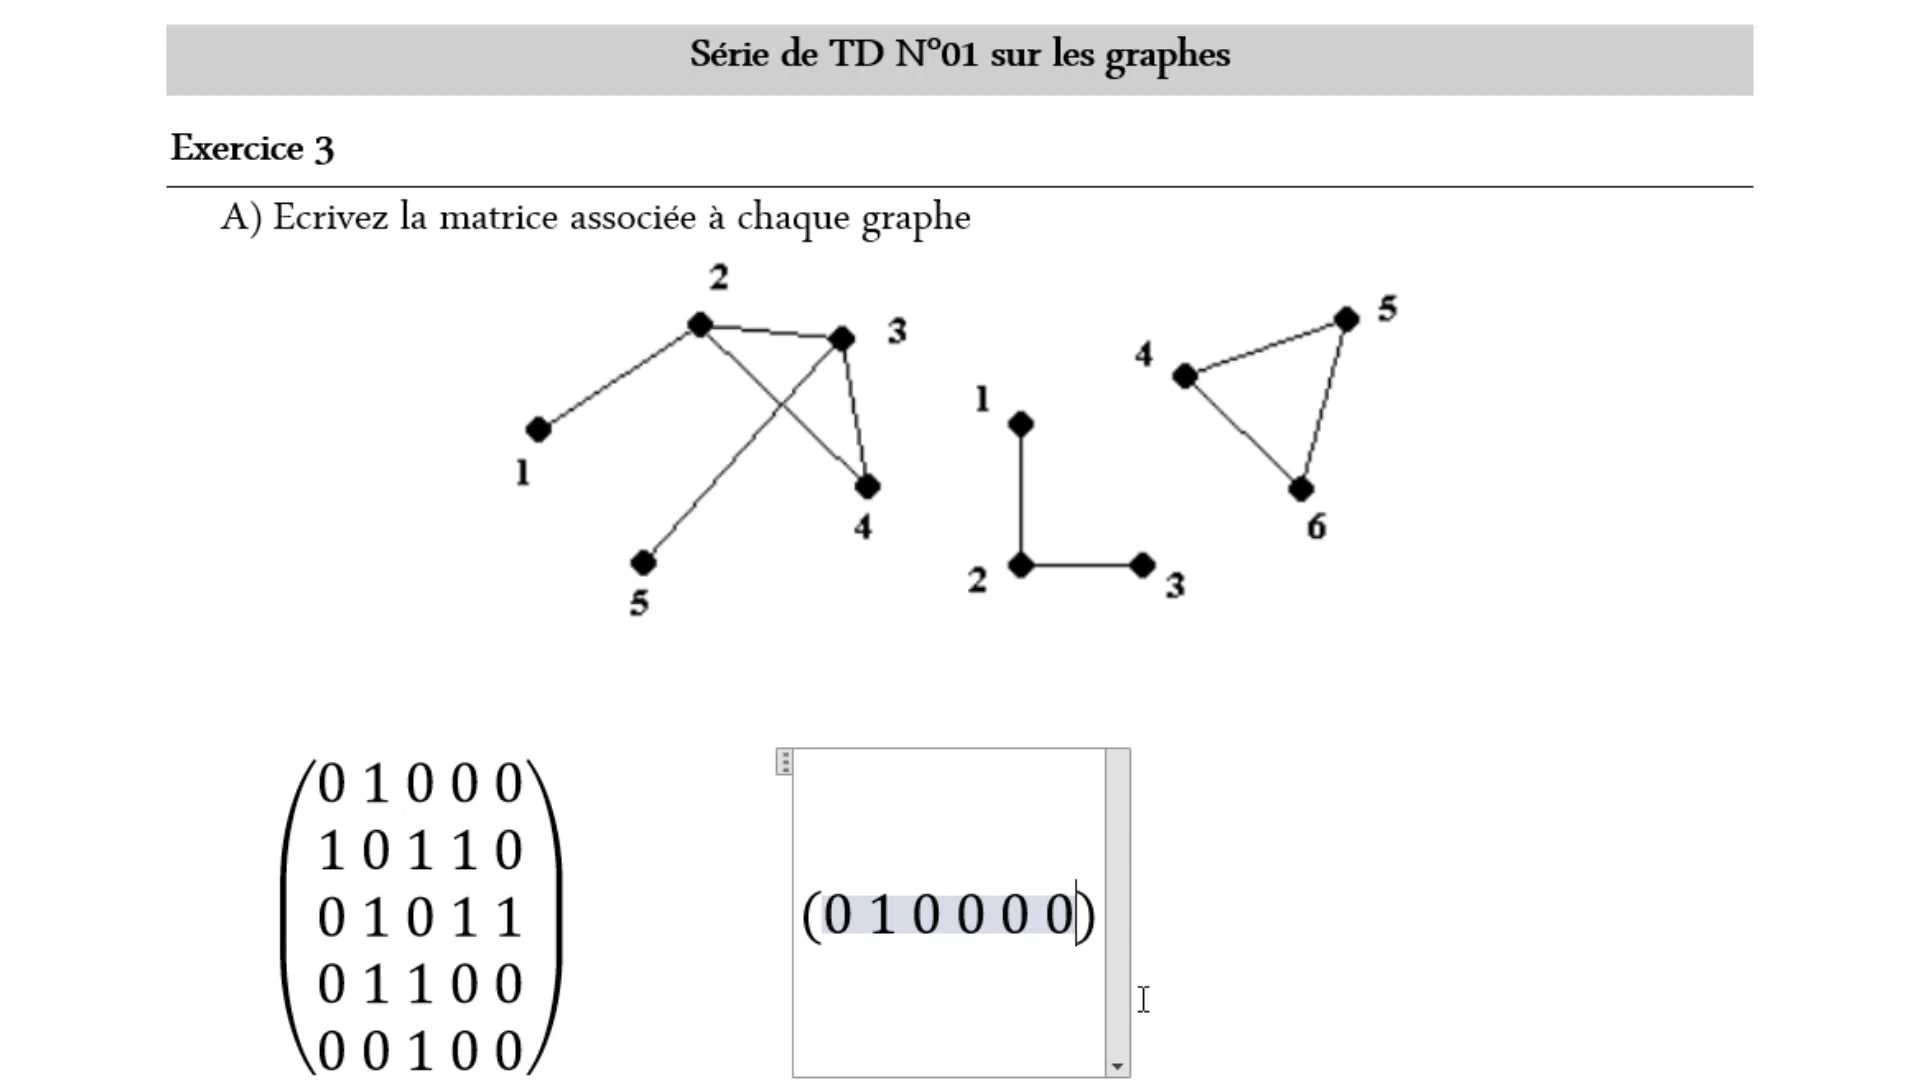 Série de TD N°01 sur les graphes
Exercice 3
A) Ecrivez la matrice associée à chaque graphe
2
3
1
4
5
1
2
3
4
5
6
0 1 0 0 0
1 0 1 1 0
0 1 0 1 1
0 1 1 0 0
0 0 1 0 0
(0 1 0 0 0 0)